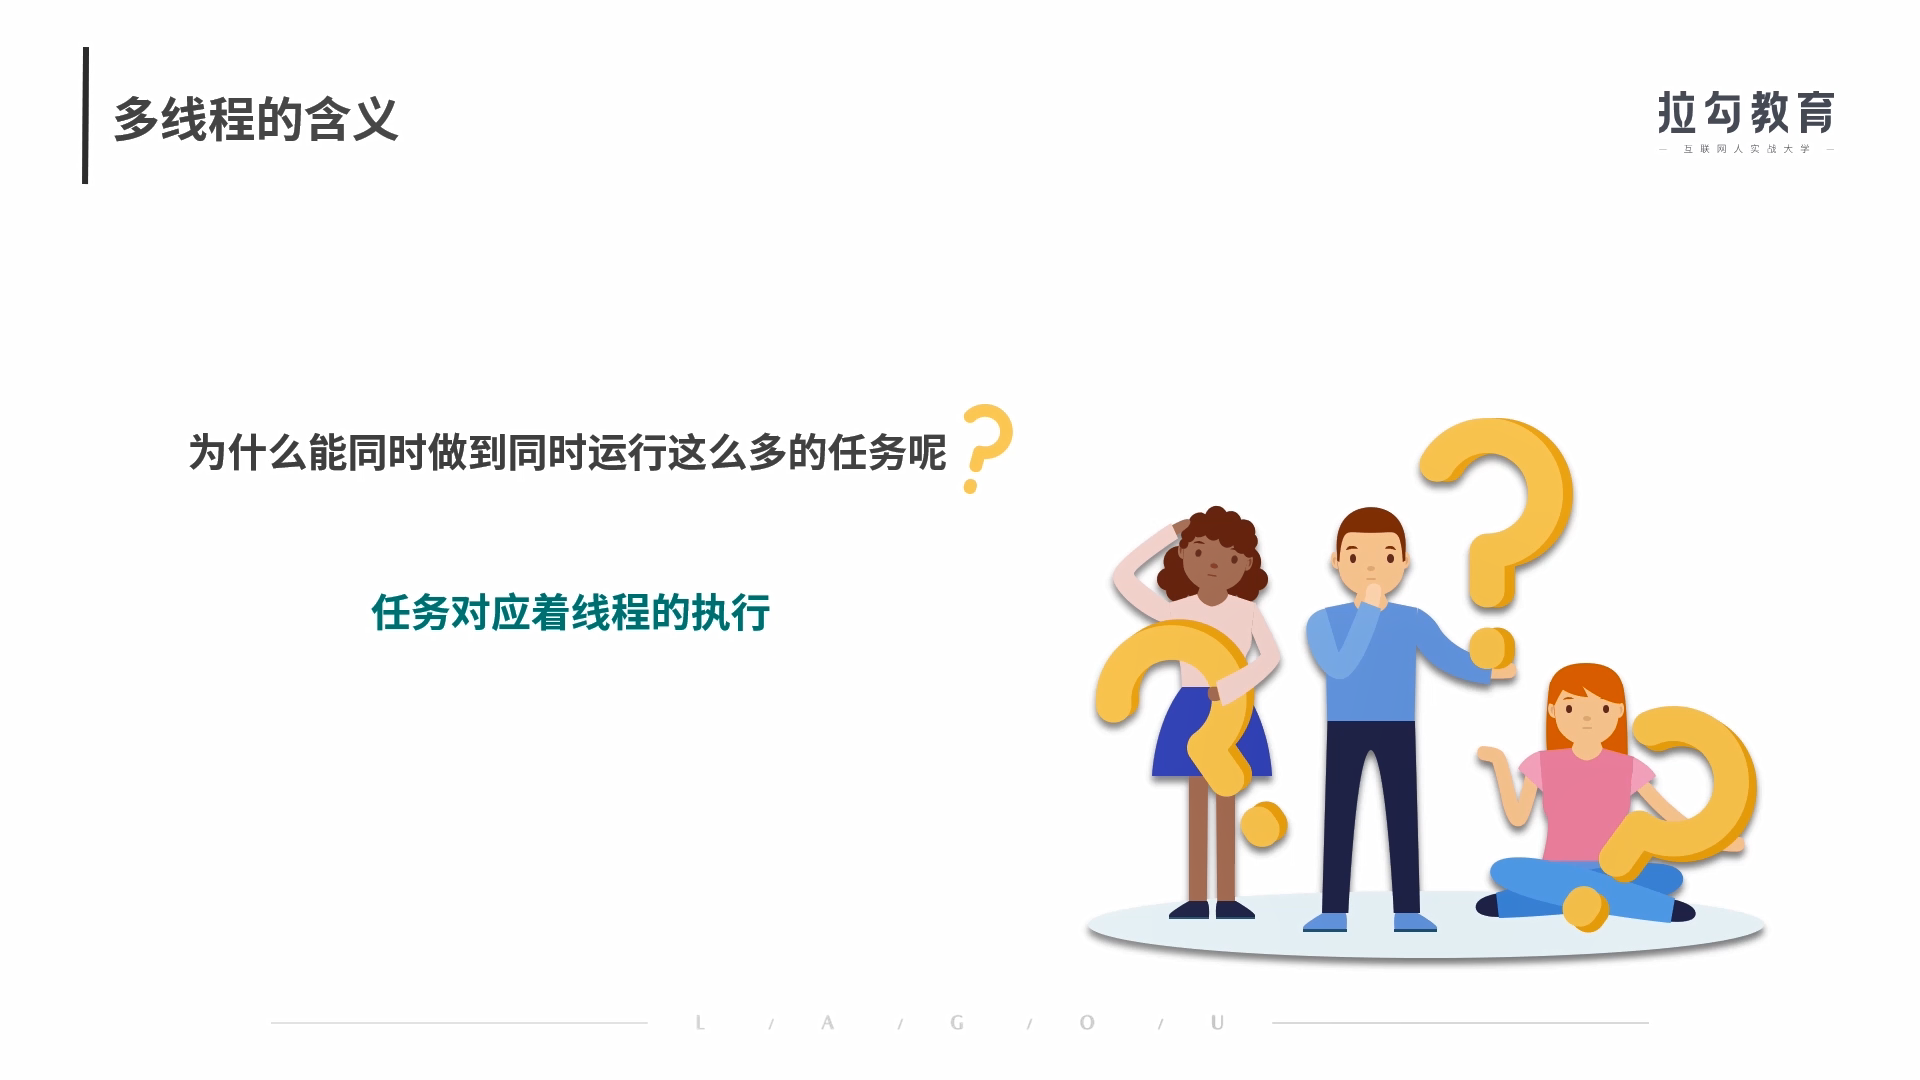 多线程的含义
拉勾教育
— 互联网人实战大学 —
为什么能同时做到同时运行这么多的任务呢?
任务对应着线程的执行
L / A / G / O / U